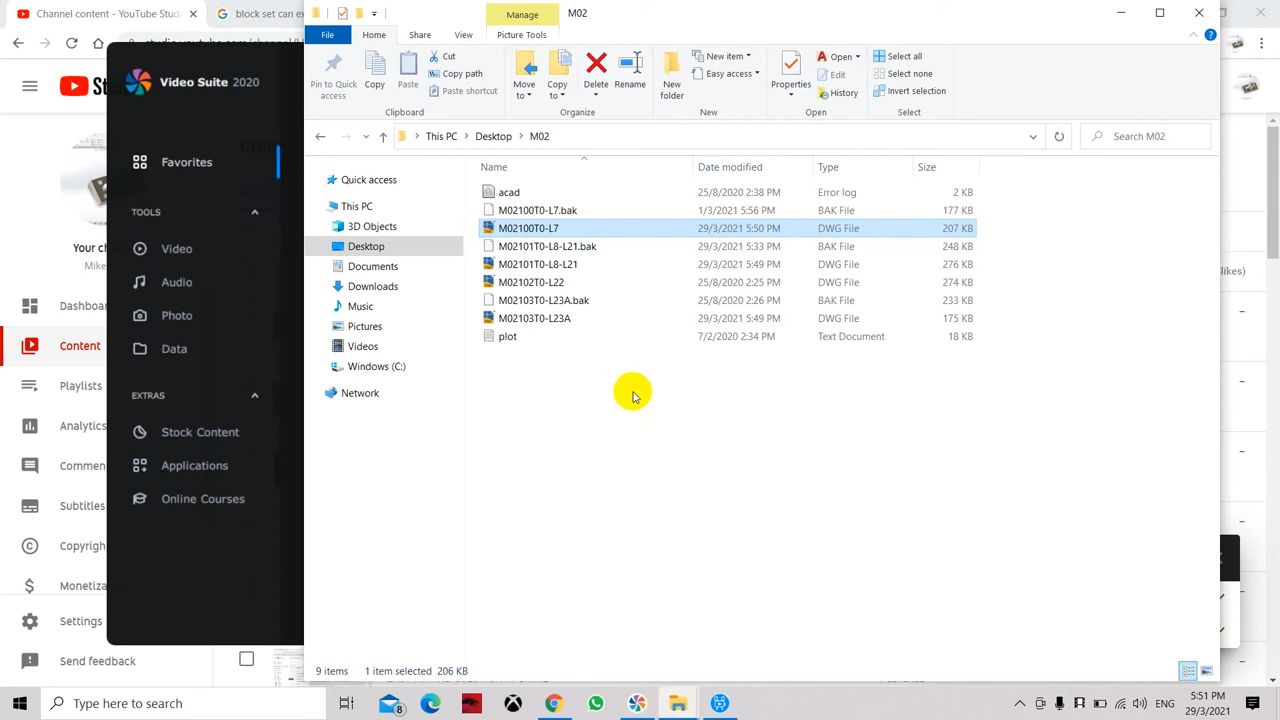 Channel content - YouTube Studio
block set can ex
File
Home
Share
View
Manage
Picture Tools
M02
Pin to Quick access
Copy
Paste
Cut
Copy path
Paste shortcut
Clipboard
Move to
Copy to
Delete
Rename
Organize
New folder
New item
Easy access
New
Properties
Open
Edit
History
Open
Select all
Select none
Invert selection
Select
This PC
Desktop
M02
Search M02
Video Suite 2020
Favorites
TOOLS
Video
Audio
Photo
Data
EXTRAS
Stock Content
Applications
Online Courses
Your ch
Mike
Dashboar
Content
Playlists
Analytics
Commen
Subtitles
Copyrigh
Monetiza
Settings
Send feedback
Quick access
This PC
3D Objects
Desktop
Documents
Downloads
Music
Pictures
Videos
Windows (C:)
Network
Name Date modified Type Size
acad 25/8/2020 2:38 PM Error log 2 KB
M02100T0-L7.bak 1/3/2021 5:56 PM BAK File 177 KB
M02100T0-L7 29/3/2021 5:50 PM DWG File 207 KB
M02101T0-L8-L21.bak 29/3/2021 5:33 PM BAK File 248 KB
M02101T0-L8-L21 29/3/2021 5:49 PM DWG File 276 KB
M02102T0-L22 25/8/2020 2:25 PM DWG File 274 KB
M02103T0-L23A.bak 25/8/2020 2:26 PM BAK File 233 KB
M02103T0-L23A 29/3/2021 5:49 PM DWG File 175 KB
plot 7/2/2020 2:34 PM Text Document 18 KB
likes)
9 items 1 item selected 206 KB
Type here to search
8
ENG
5:51 PM
29/3/2021